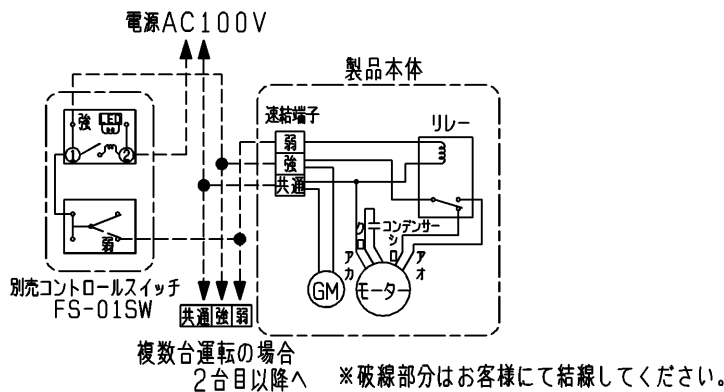 電源AC100V
製品本体
強
LED
①
②
弱
別売コントロールスイッチ
FS-01SW
速結端子
弱
強
共通
リレー
コンデンサー
ク
ロ
シ
ロ
ア
カ
ア
オ
GM
モーター
共通 強 弱
複数台運転の場合
2台目以降へ
※破線部分はお客様にて結線してください。